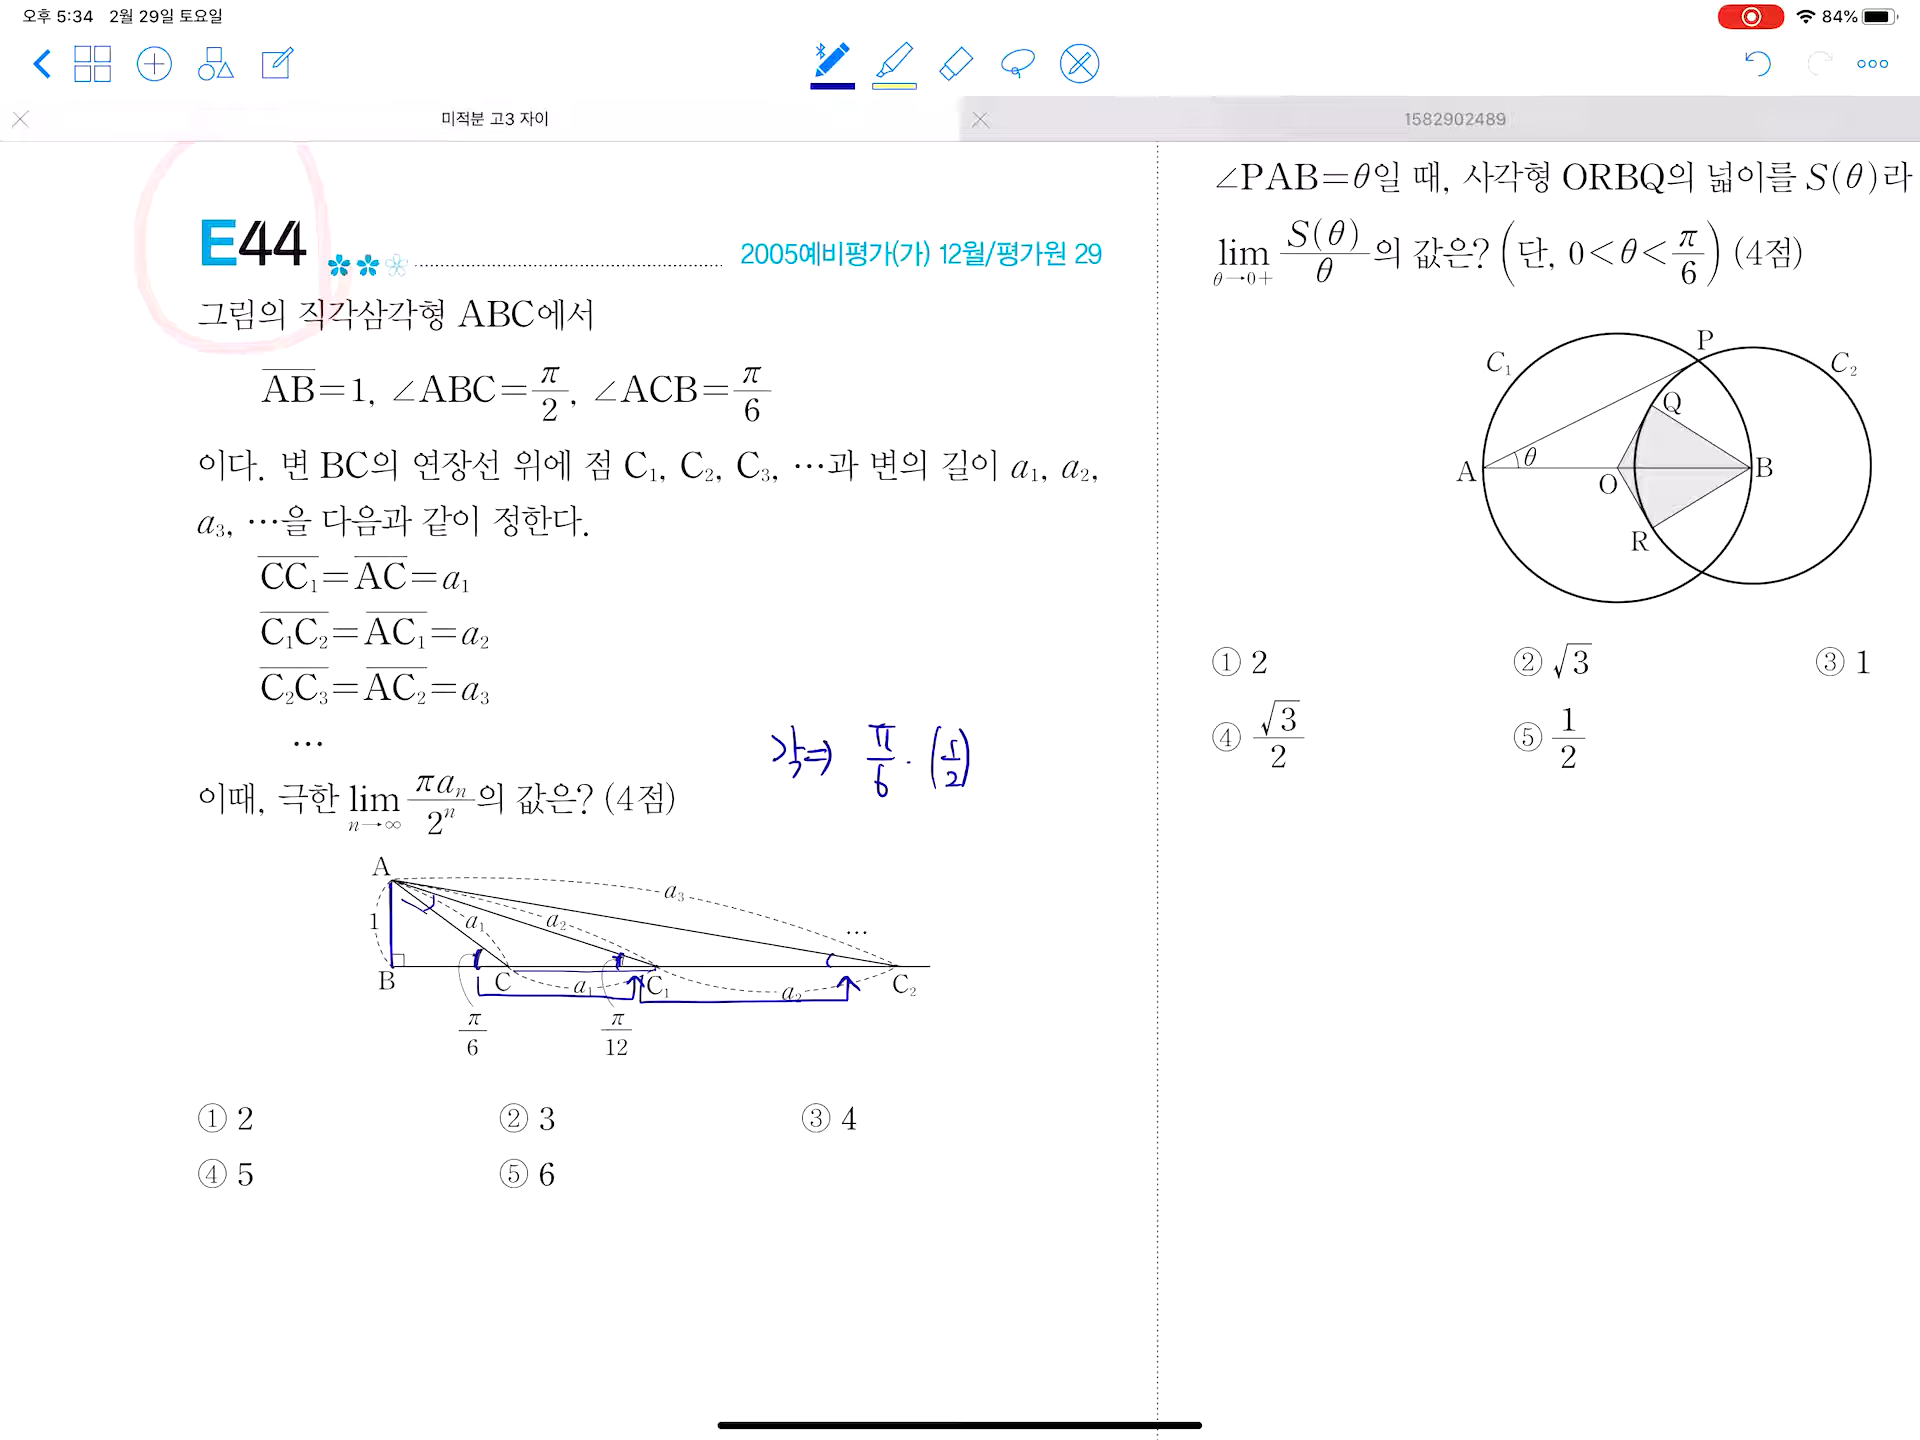 오후 5:34 2월 29일 토요일
84%
미적분 고3 자이
1582902489
E44
2005예비평가(가) 12월/평가원 29
그림의 직각삼각형 ABC에서
AB=1, ∠ABC=π/2, ∠ACB=π/6
이다. 변 BC의 연장선 위에 점 C₁, C₂, C₃, …과 변의 길이 a₁, a₂,
a₃, …을 다음과 같이 정한다.
CC₁=AC=a₁
C₁C₂=AC₁=a₂
C₂C₃=AC₂=a₃
…
각⇒ π/6 · (1/2)
이때, 극한 lim n→∞ πaₙ/2ⁿ의 값은? (4점)
A
a₃
1
a₁
a₂
…
B
C
a₁
C₁
a₂
C₂
π/6
π/12
① 2
② 3
③ 4
④ 5
⑤ 6
∠PAB=θ일 때, 사각형 ORBQ의 넓이를 S(θ)라
lim θ→0+ S(θ)/θ의 값은? (단, 0<θ<π/6) (4점)
P
C₁
C₂
Q
θ
A
O
B
R
① 2
② √3
③ 1
④ √3/2
⑤ 1/2